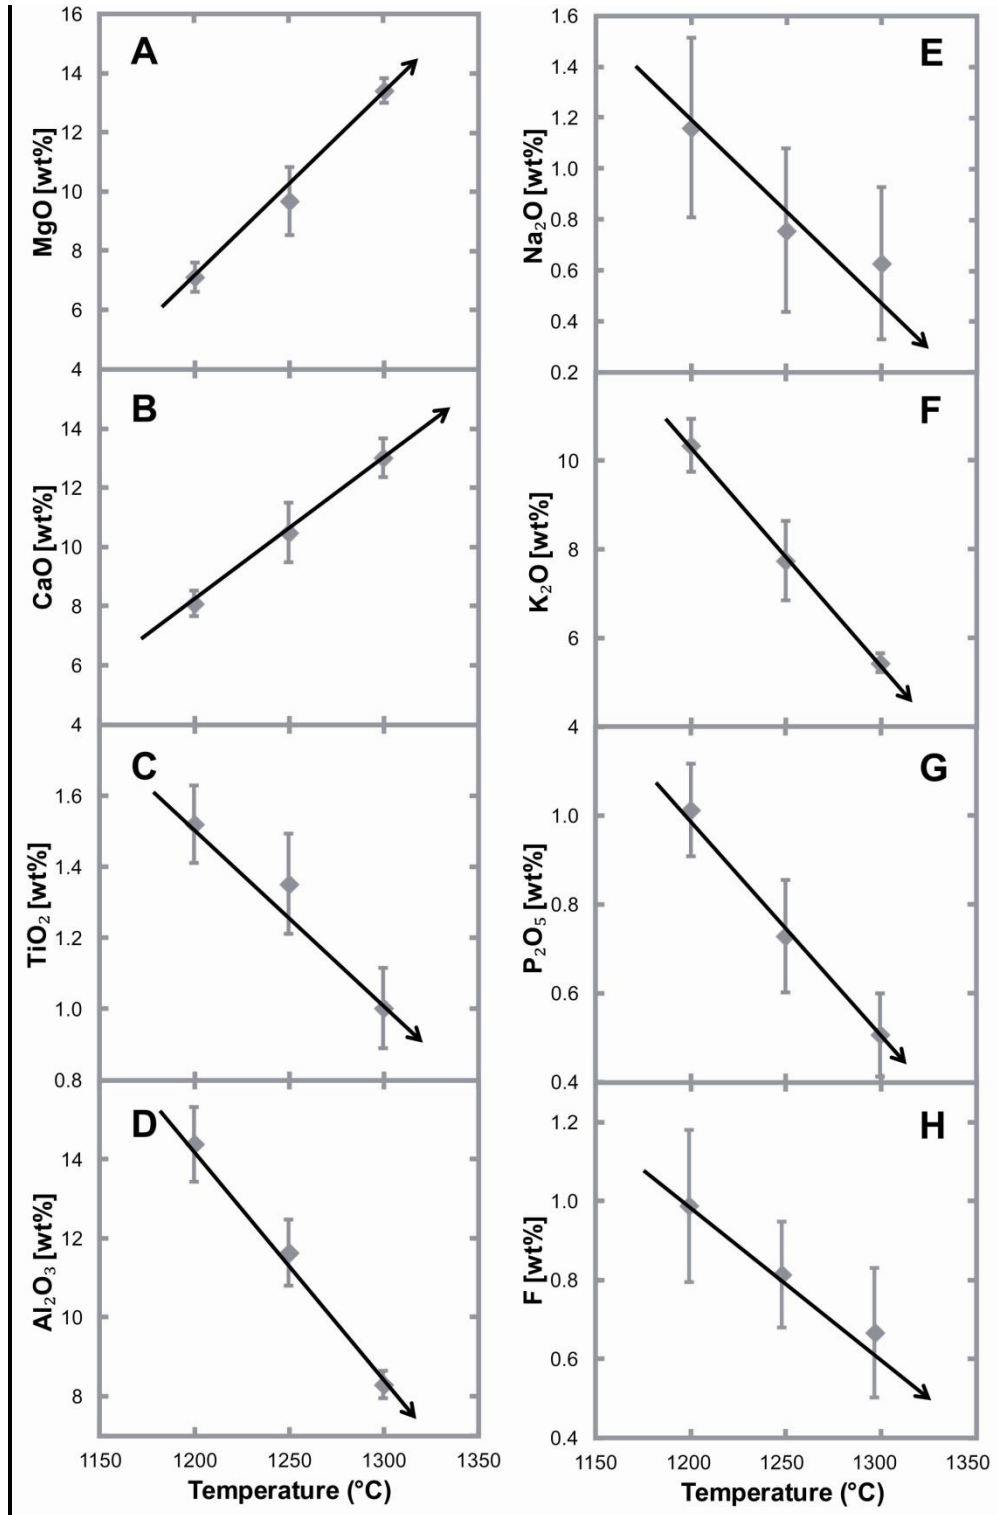 A
MgO [wt%]
16
14
12
10
8
6
4
B
CaO [wt%]
14
12
10
8
6
4
C
TiO₂ [wt%]
1.6
1.4
1.2
1.0
0.8
D
Al₂O₃ [wt%]
14
12
10
8
1150 1200 1250 1300 1350
Temperature (°C)
E
Na₂O [wt%]
1.6
1.4
1.2
1.0
0.8
0.6
0.4
0.2
F
K₂O [wt%]
10
8
6
4
G
P₂O₅ [wt%]
1.0
0.8
0.6
0.4
H
F [wt%]
1.2
1.0
0.8
0.6
0.4
1150 1200 1250 1300 1350
Temperature (°C)